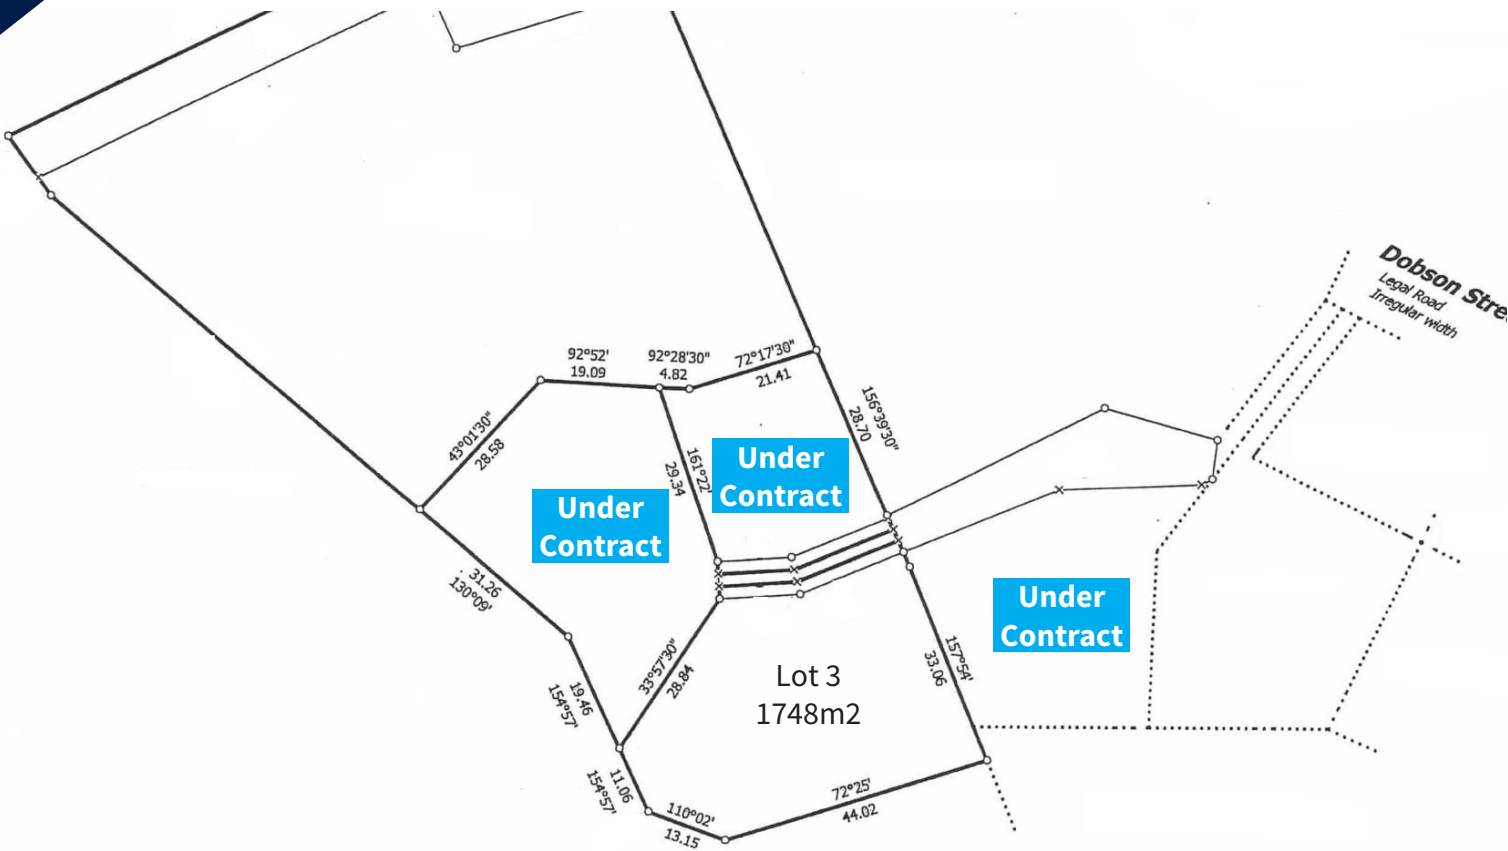 Dobson Stre
Legal Road
Irregular width
92°52'
19.09
92°28'30"
4.82
72°17'30"
21.41
156°39'30"
28.70
43°01'30"
28.58
161°22'
29.34
Under
Contract
Under
Contract
31.26
130°09'
Under
Contract
33°57'30"
28.84
157°54'
33.06
Lot 3
1748m2
19.46
154°57'
11.06
154°57'
110°02'
13.15
72°25'
44.02